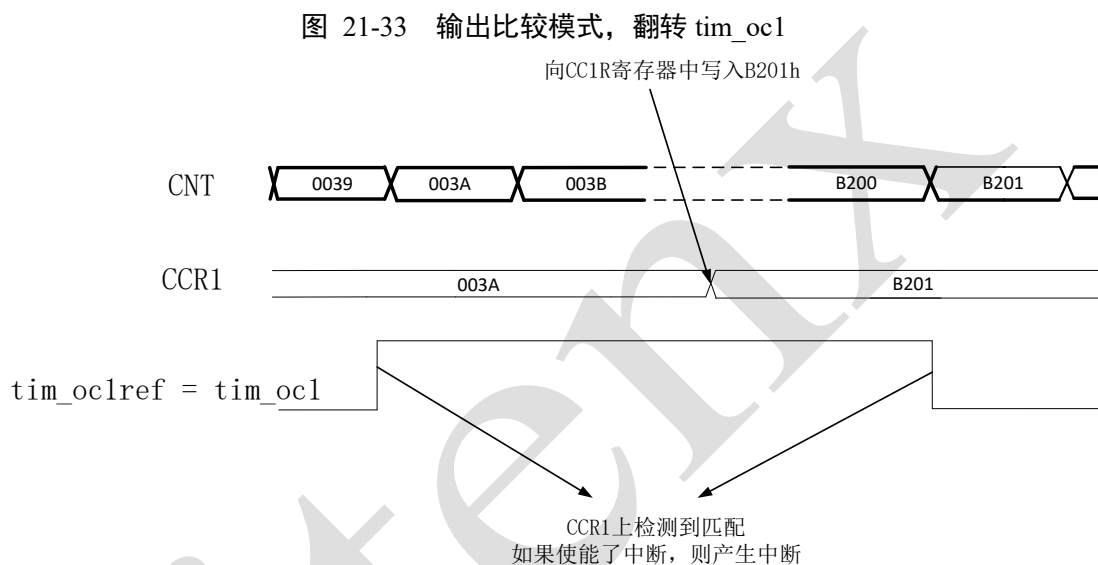 图 21-33 输出比较模式，翻转 tim_oc1
向CC1R寄存器中写入B201h
CNT 0039 003A 003B B200 B201
CCR1 003A B201
tim_oc1ref = tim_oc1
CCR1上检测到匹配
如果使能了中断，则产生中断